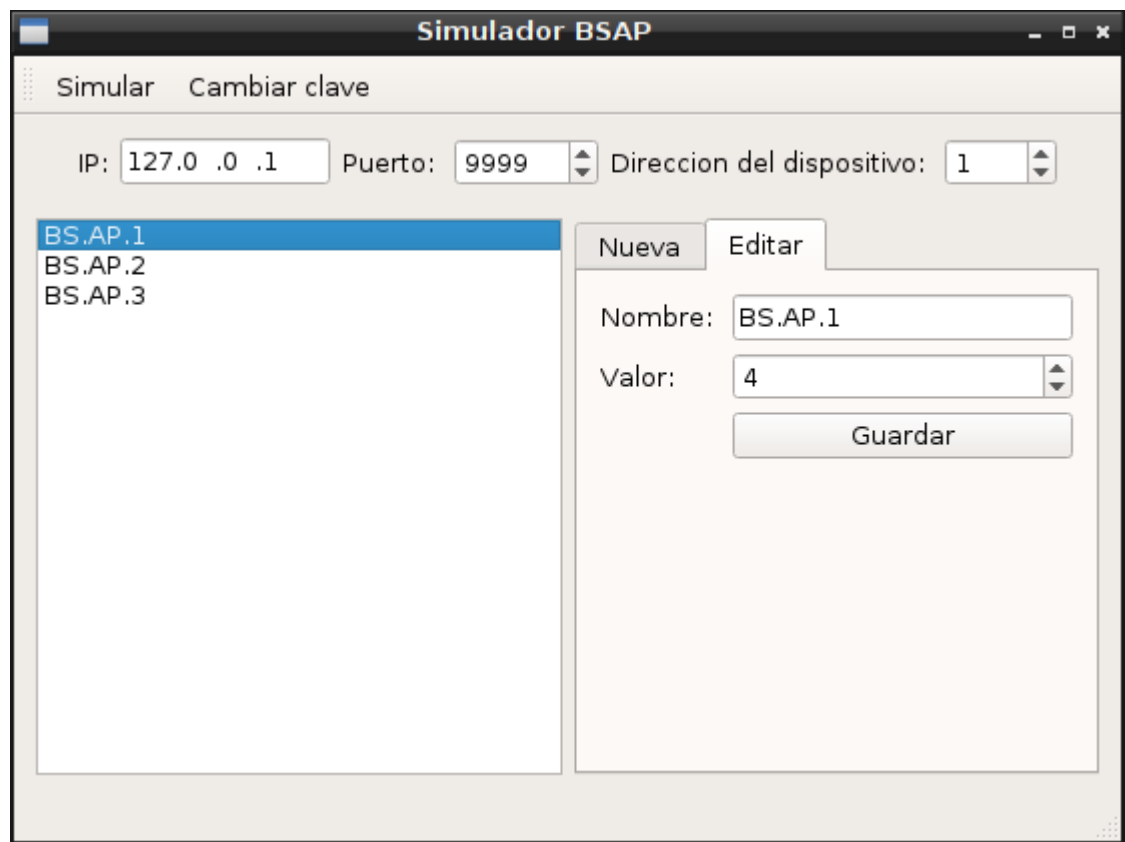 Simulador BSAP
Simular Cambiar clave
IP: 127.0 .0 .1 Puerto: 9999 Direccion del dispositivo: 1
BS.AP.1
BS.AP.2
BS.AP.3
Nueva Editar
Nombre: BS.AP.1
Valor: 4
Guardar